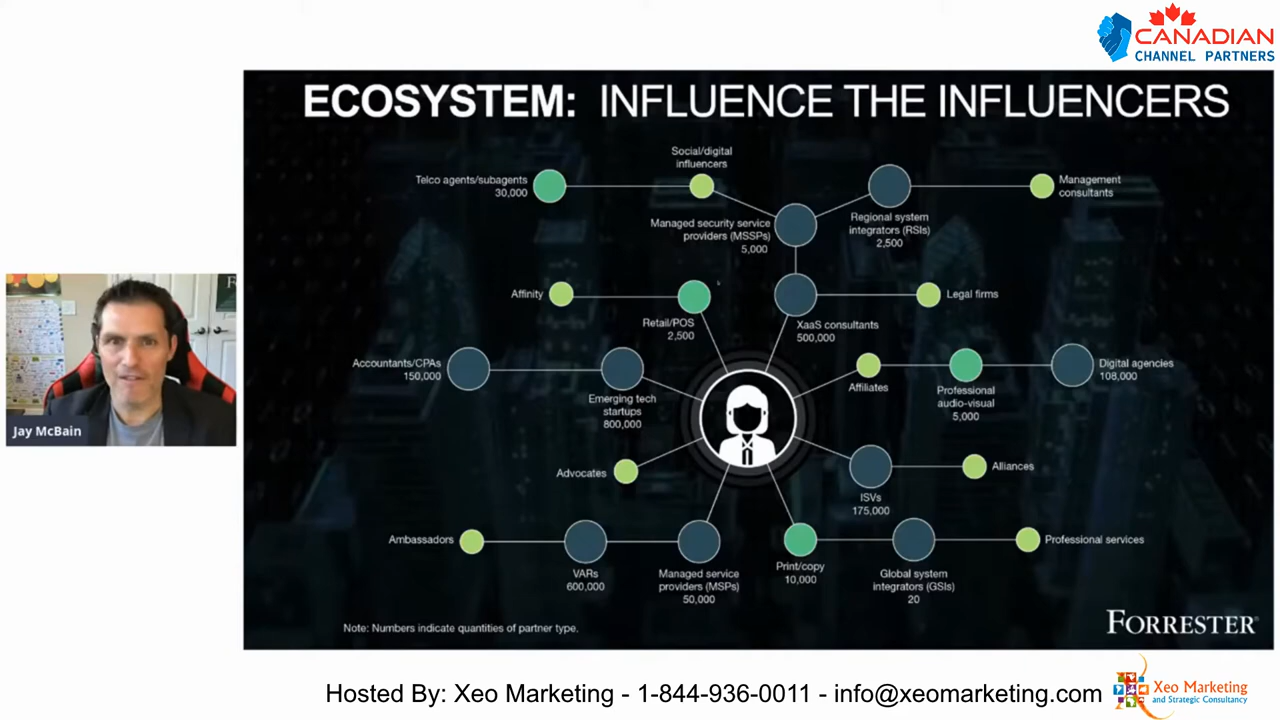 CANADIAN
CHANNEL PARTNERS
ECOSYSTEM: INFLUENCE THE INFLUENCERS
Social/digital
influencers
Telco agents/subagents
30,000
Management
consultants
Managed security service
providers (MSSPs)
5,000
Regional system
integrators (RSIs)
2,500
Affinity
Legal firms
Retail/POS
2,500
XaaS consultants
500,000
Accountants/CPAs
150,000
Emerging tech
startups
800,000
Affiliates
Professional
audio-visual
5,000
Digital agencies
108,000
Jay McBain
Advocates
Alliances
ISVs
175,000
Ambassadors
Professional services
VARs
600,000
Managed service
providers (MSPs)
50,000
Print/copy
10,000
Global system
integrators (GSIs)
20
Note: Numbers indicate quantities of partner type.
FORRESTER®
Hosted By: Xeo Marketing - 1-844-936-0011 - info@xeomarketing.com
Xeo Marketing
and Strategic Consultancy